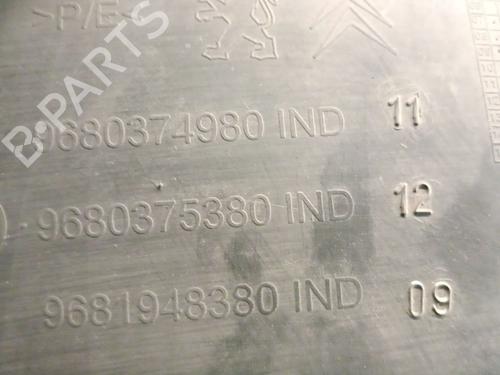 >P/E<
B-PARTS
9680374980 IND 11
9680375380 IND 12
9681948380 IND 09